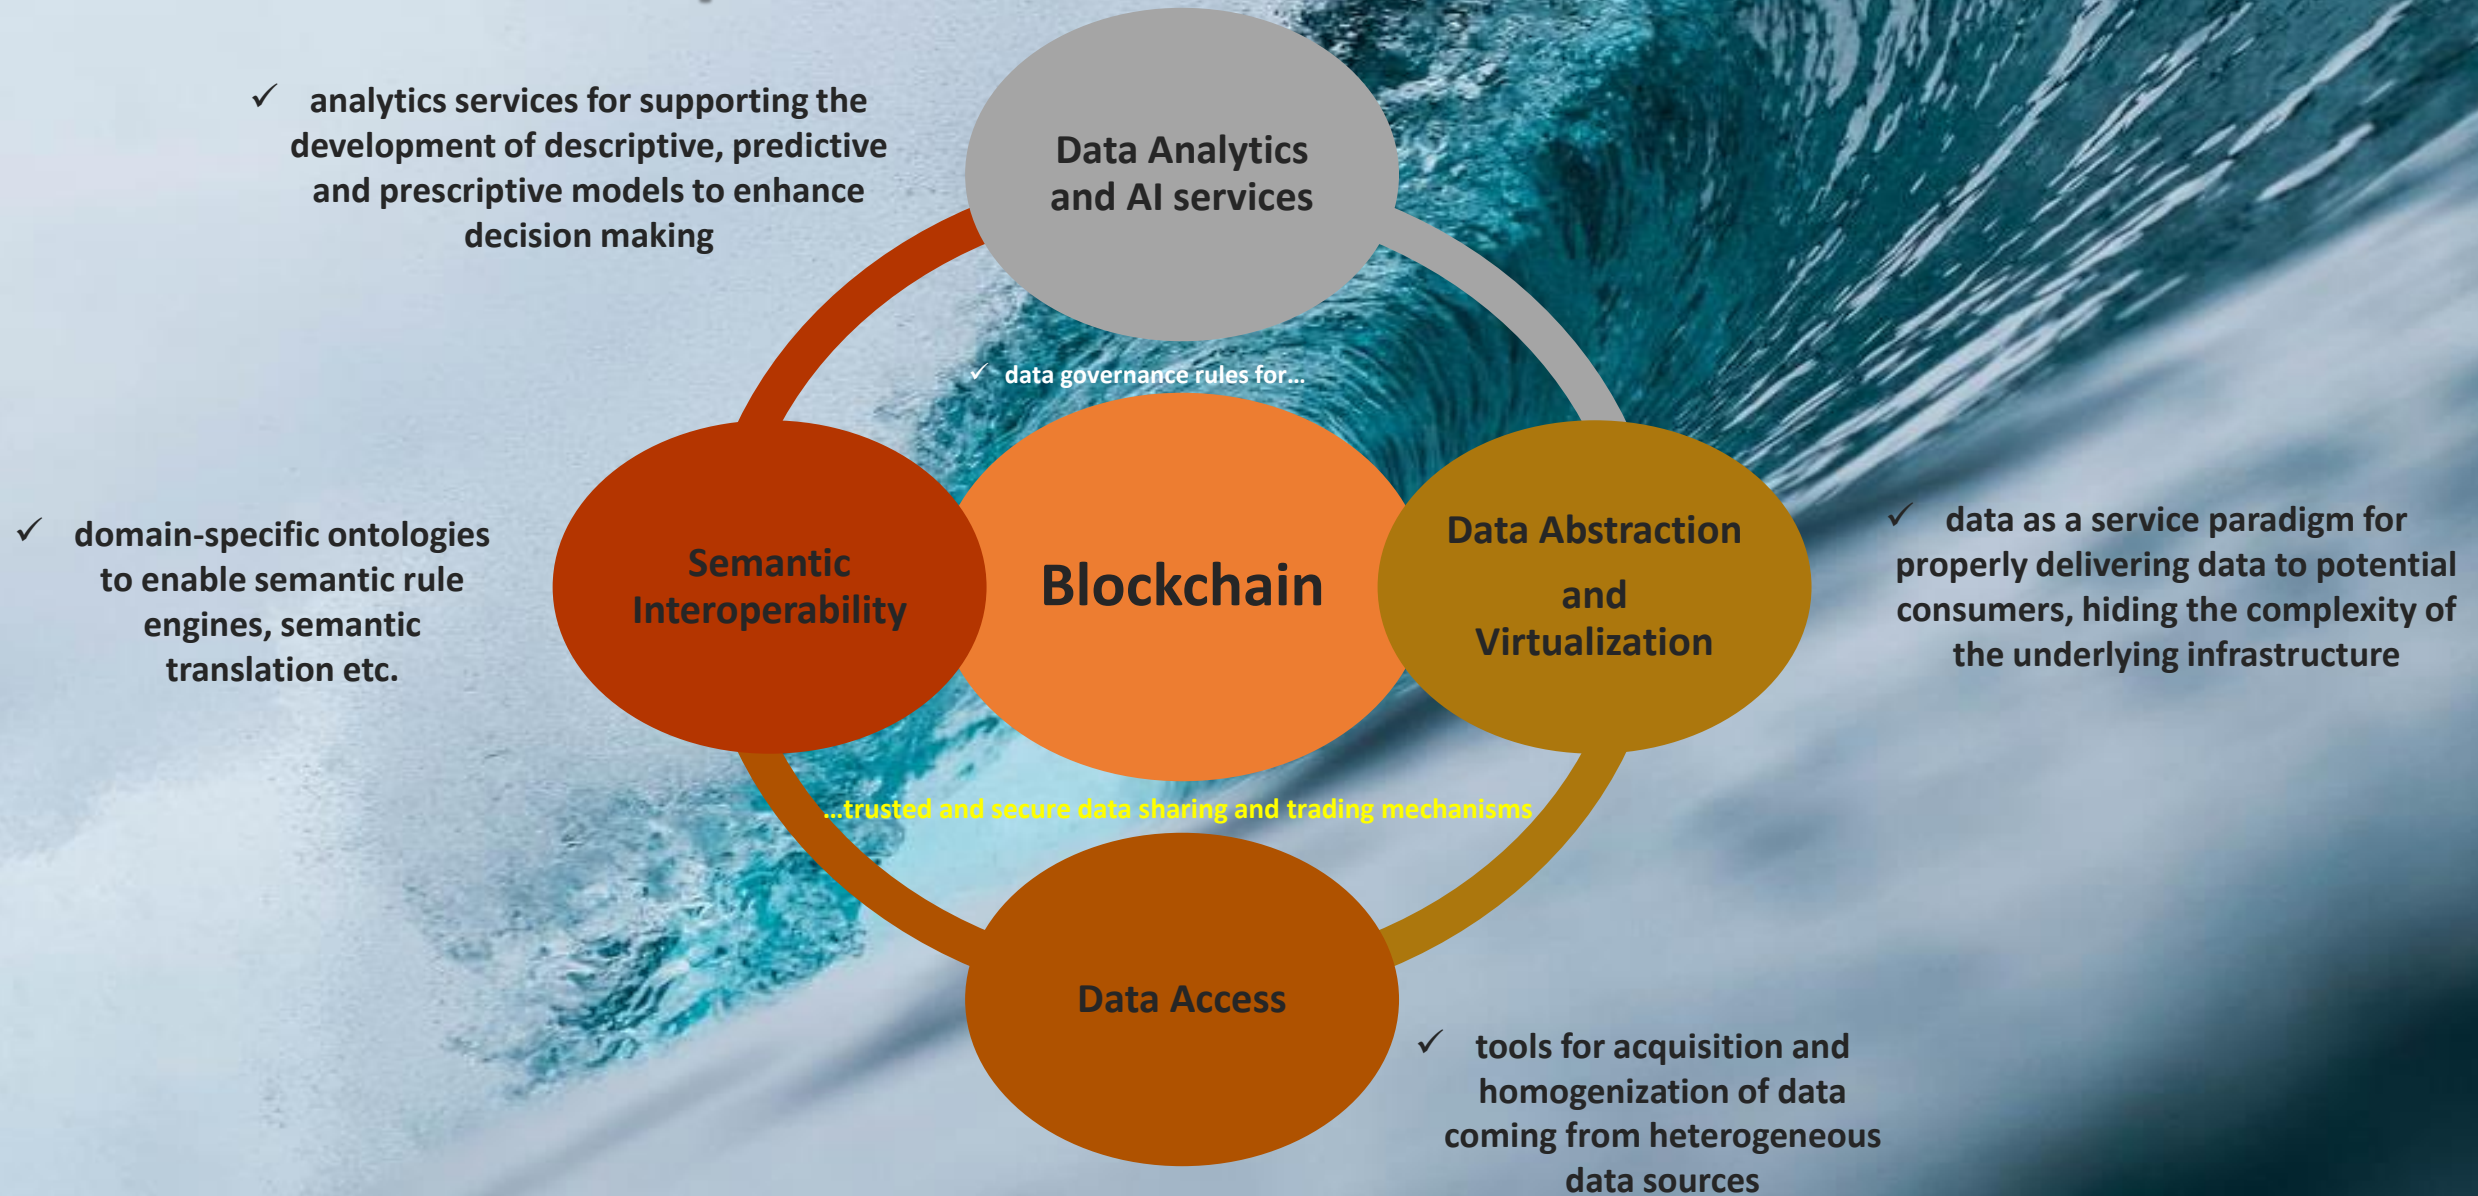 ✓ analytics services for supporting the
development of descriptive, predictive
and prescriptive models to enhance
decision making
Data Analytics
and AI services
✓ data governance rules for...
✓ domain-specific ontologies
to enable semantic rule
engines, semantic
translation etc.
Semantic
Interoperability
Blockchain
Data Abstraction
and
Virtualization
✓ data as a service paradigm for
properly delivering data to potential
consumers, hiding the complexity of
the underlying infrastructure
...trusted and secure data sharing and trading mechanisms
Data Access
✓ tools for acquisition and
homogenization of data
coming from heterogeneous
data sources